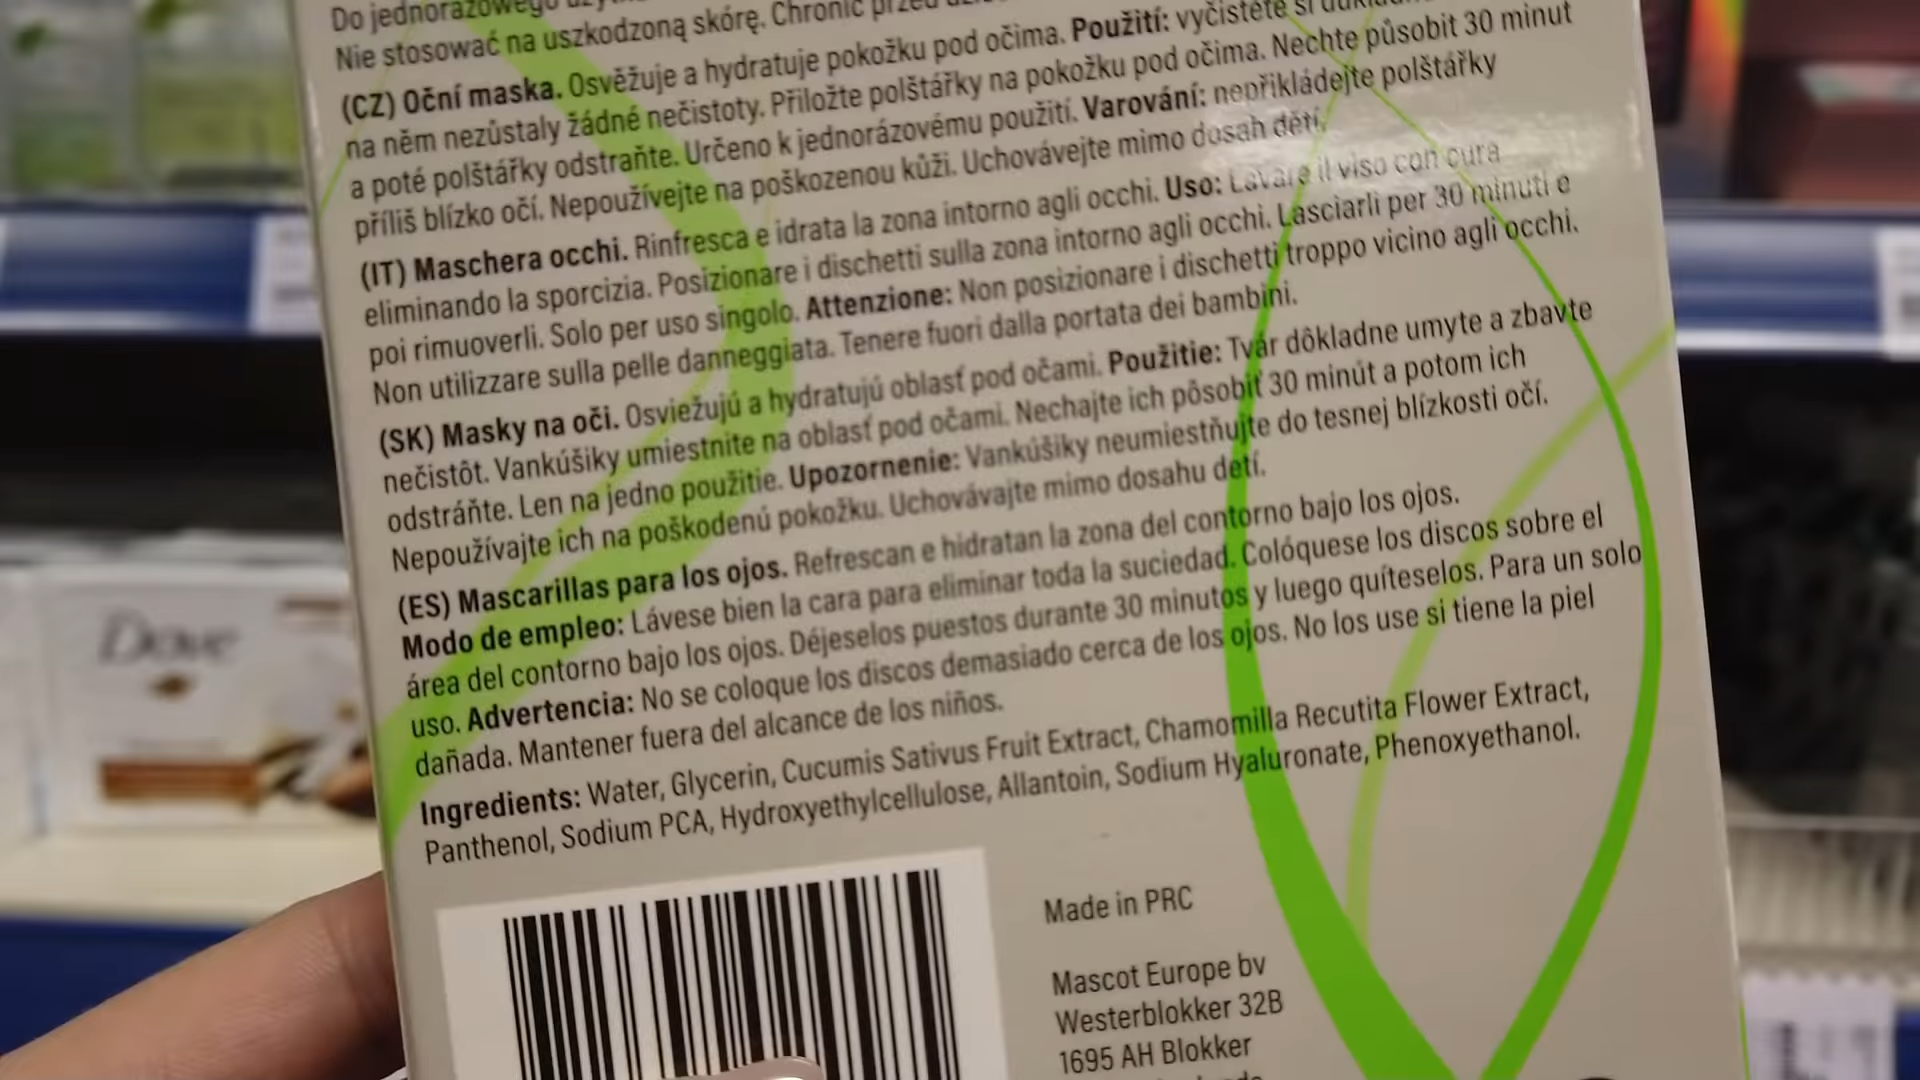 Do jednorazowego
Nie stosować na uszkodzoną skórę. Chronić przed
(CZ) Oční maska. Osvěžuje a hydratuje pokožku pod očima. Použití: vyčistěte si
na něm nezůstaly žádné nečistoty. Přiložte polštářky na pokožku pod očima. Nechte působit 30 minut
a poté polštářky odstraňte. Určeno k jednorázovému použití. Varování: nepřikládejte polštářky
příliš blízko očí. Nepoužívejte na poškozenou kůži. Uchovávejte mimo dosah dětí.
(IT) Maschera occhi. Rinfresca e idrata la zona intorno agli occhi. Uso: Lavare il viso con cura
eliminando la sporcizia. Posizionare i dischetti sulla zona intorno agli occhi. Lasciarli per 30 minuti e
poi rimuoverli. Solo per uso singolo. Attenzione: Non posizionare i dischetti troppo vicino agli occhi.
Non utilizzare sulla pelle danneggiata. Tenere fuori dalla portata dei bambini.
(SK) Masky na oči. Osviežujú a hydratujú oblasť pod očami. Použitie: Tvár dôkladne umyte a zbavte
nečistôt. Vankúšiky umiestnite na oblasť pod očami. Nechajte ich pôsobiť 30 minút a potom ich
odstráňte. Len na jedno použitie. Upozornenie: Vankúšiky neumiestňujte do tesnej blízkosti očí.
Nepoužívajte ich na poškodenú pokožku. Uchovávajte mimo dosahu detí.
(ES) Mascarillas para los ojos. Refrescan e hidratan la zona del contorno bajo los ojos.
Modo de empleo: Lávese bien la cara para eliminar toda la suciedad. Colóquese los discos sobre el
área del contorno bajo los ojos. Déjeselos puestos durante 30 minutos y luego quíteselos. Para un solo
uso. Advertencia: No se coloque los discos demasiado cerca de los ojos. No los use si tiene la piel
dañada. Mantener fuera del alcance de los niños.
Ingredients: Water, Glycerin, Cucumis Sativus Fruit Extract, Chamomilla Recutita Flower Extract,
Panthenol, Sodium PCA, Hydroxyethylcellulose, Allantoin, Sodium Hyaluronate, Phenoxyethanol.
Made in PRC
Mascot Europe bv
Westerblokker 32B
1695 AH Blokker
Dove